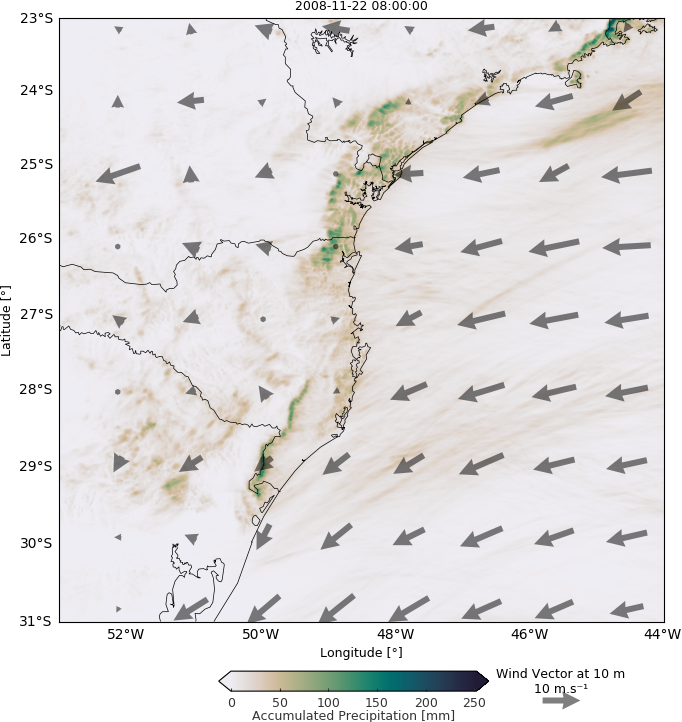 2008-11-22 08:00:00
23°S
24°S
25°S
26°S
27°S
28°S
29°S
30°S
31°S
Latitude [°]
52°W 50°W 48°W 46°W 44°W
Longitude [°]
0 50 100 150 200 250
Accumulated Precipitation [mm]
Wind Vector at 10 m
10 m.s⁻¹